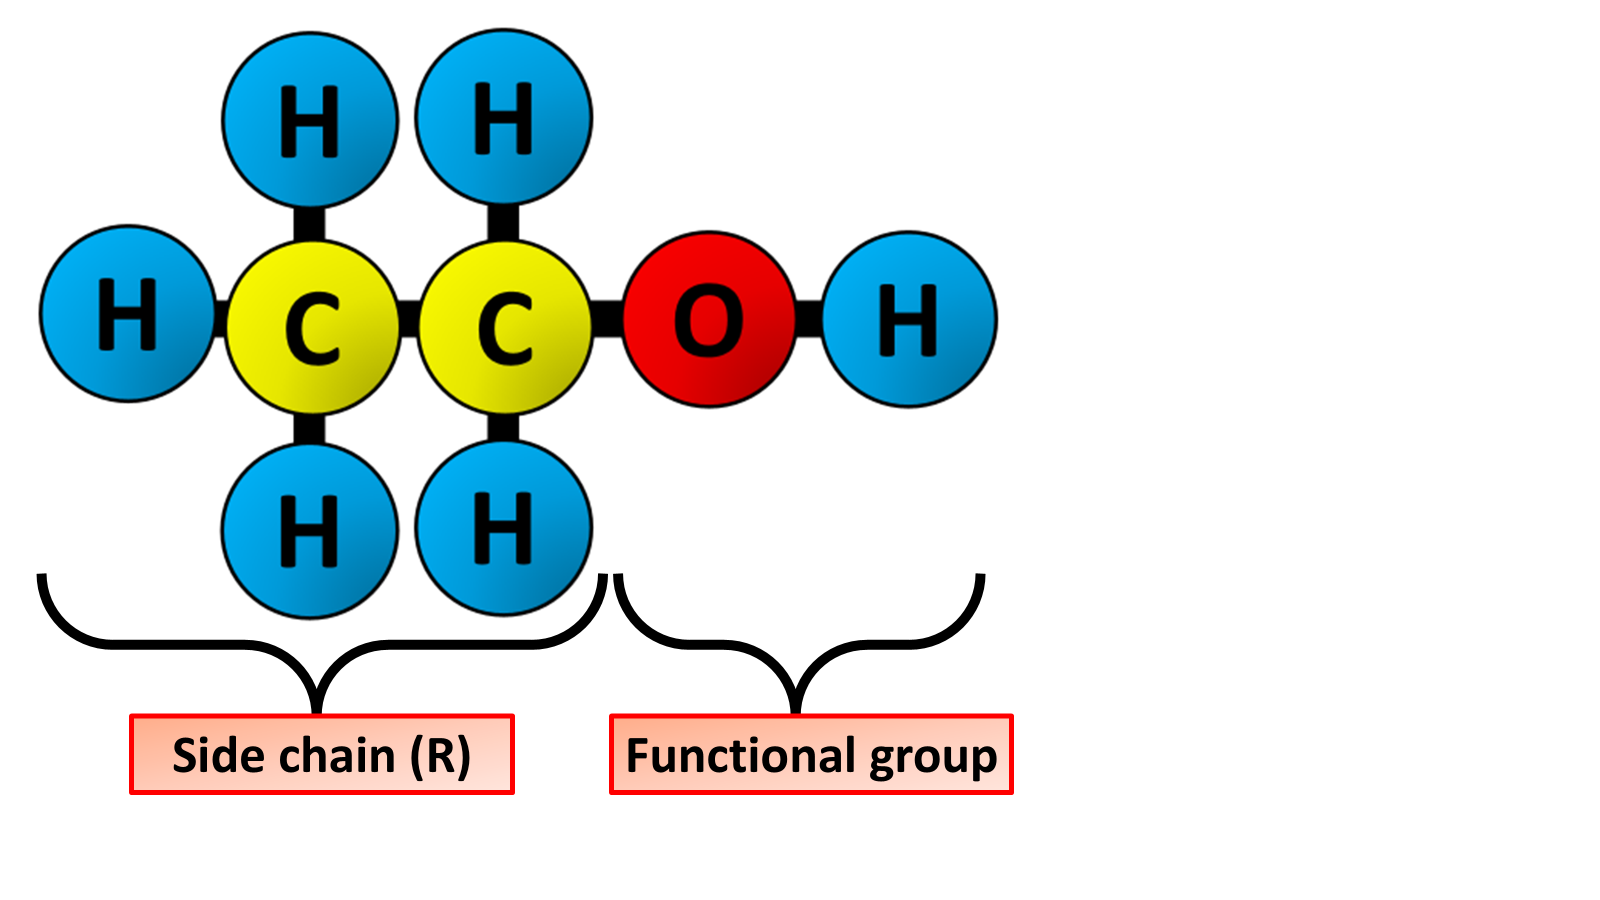 H H
H C C O H
H H
Side chain (R) Functional group